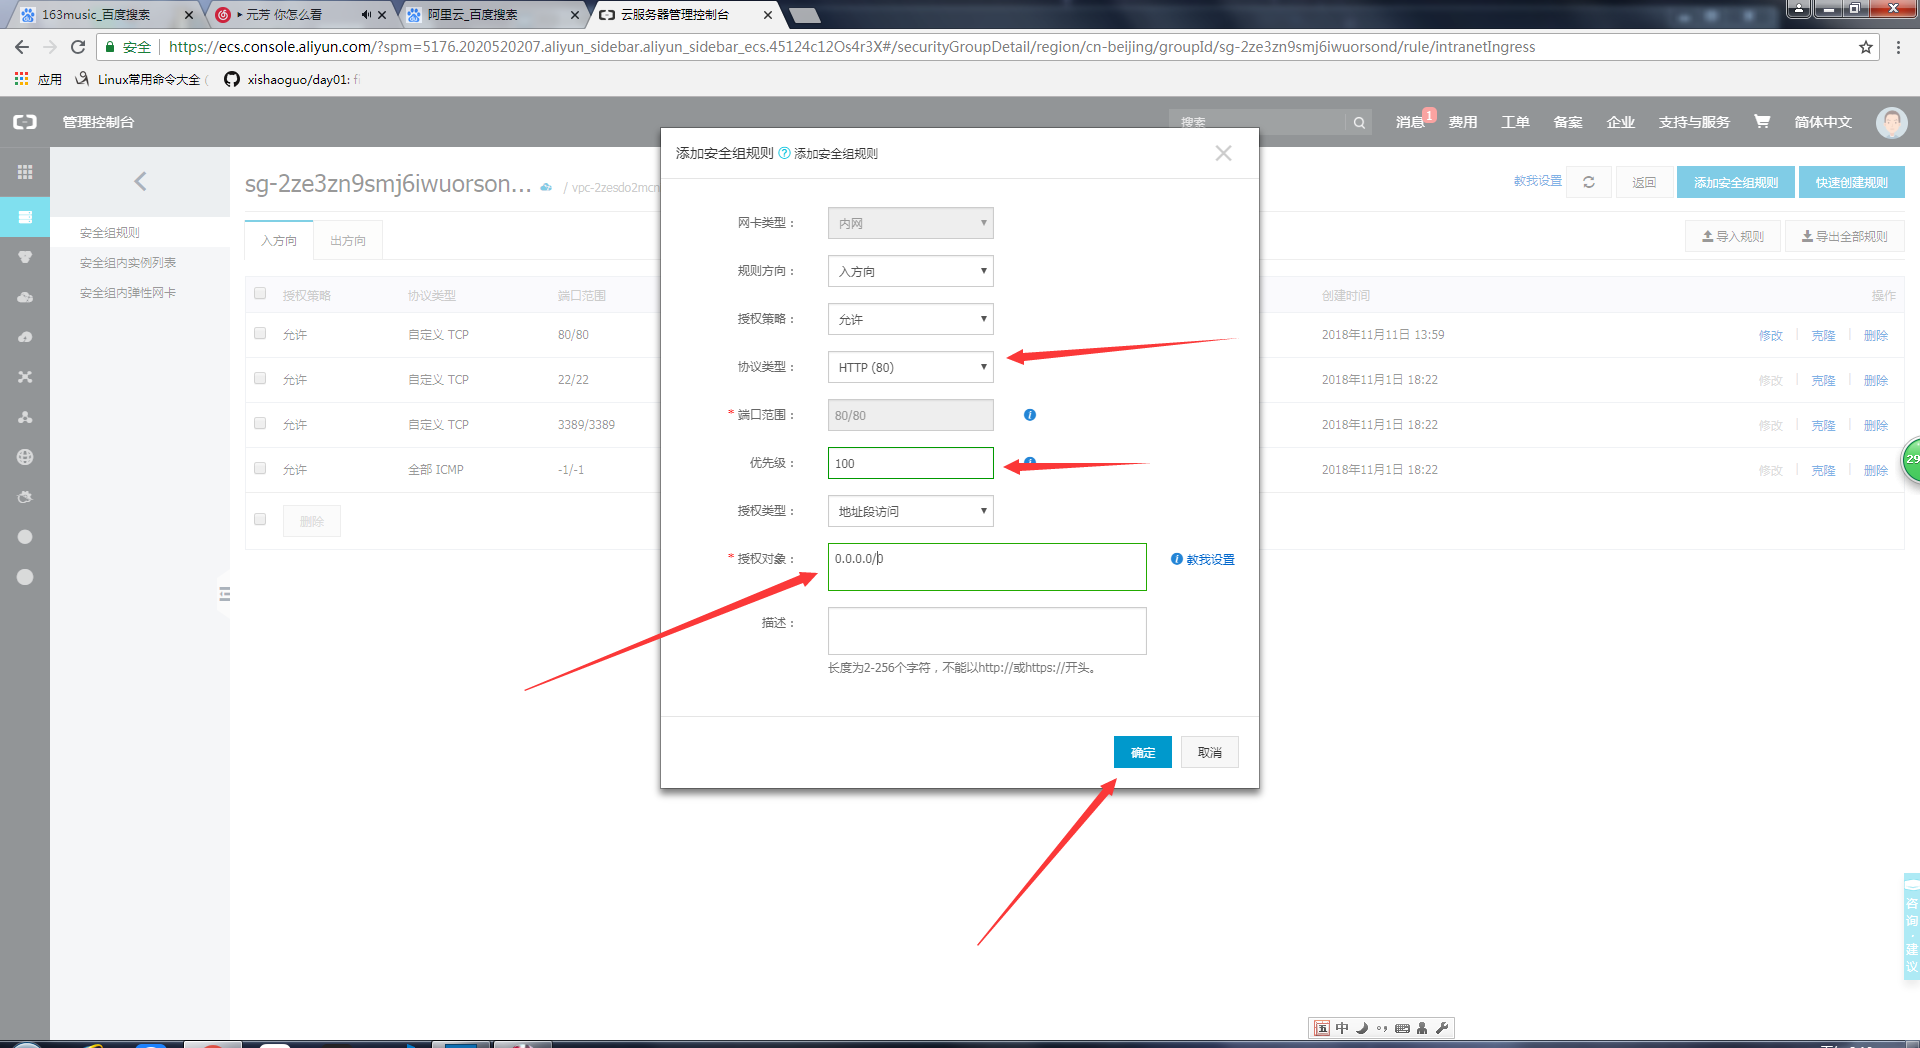 163music_百度搜索
元芳 你怎么看
阿里云_百度搜索
云服务器管理控制台
安全 https://ecs.console.aliyun.com/?spm=5176.2020520207.aliyun_sidebar.aliyun_sidebar_ecs.45124c12Os4r3X#/securityGroupDetail/region/cn-beijing/groupId/sg-2ze3zn9smj6iwuorsond/rule/intranetIngress
应用 Linux常用命令大全 xishaoguo/day01:
管理控制台 搜索 消息 1 费用 工单 备案 企业 支持与服务 简体中文
添加安全组规则 添加安全组规则
sg-2ze3zn9smj6iwuorson... / vpc-2zesdo2mcn
教我设置 返回 添加安全组规则 快速创建规则
安全组规则
安全组内实例列表
安全组内弹性网卡
入方向 出方向
导入规则 导出全部规则
授权策略 协议类型 端口范围 创建时间 操作
允许 自定义 TCP 80/80 2018年11月11日 13:59 修改 克隆 删除
允许 自定义 TCP 22/22 2018年11月1日 18:22 修改 克隆 删除
允许 自定义 TCP 3389/3389 2018年11月1日 18:22 修改 克隆 删除
允许 全部 ICMP -1/-1 2018年11月1日 18:22 修改 克隆 删除
删除
网卡类型： 内网
规则方向： 入方向
授权策略： 允许
协议类型： HTTP (80)
* 端口范围： 80/80
优先级： 100
授权类型： 地址段访问
* 授权对象： 0.0.0.0/0
教我设置
描述：
长度为2-256个字符，不能以http://或https://开头。
确定 取消
29
咨询·建议
五 中